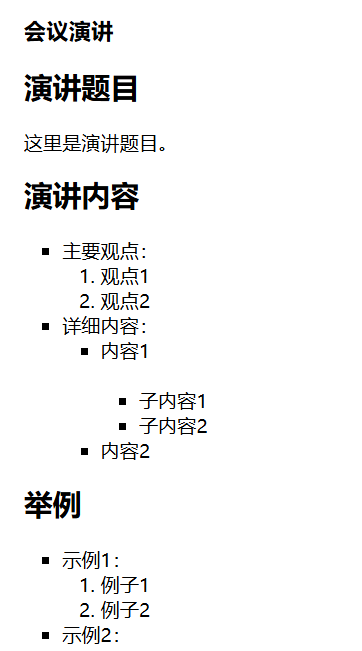 会议演讲
演讲题目
这里是演讲题目。
演讲内容
主要观点：
1. 观点1
2. 观点2
详细内容：
内容1
子内容1
子内容2
内容2
举例
示例1：
1. 例子1
2. 例子2
示例2：